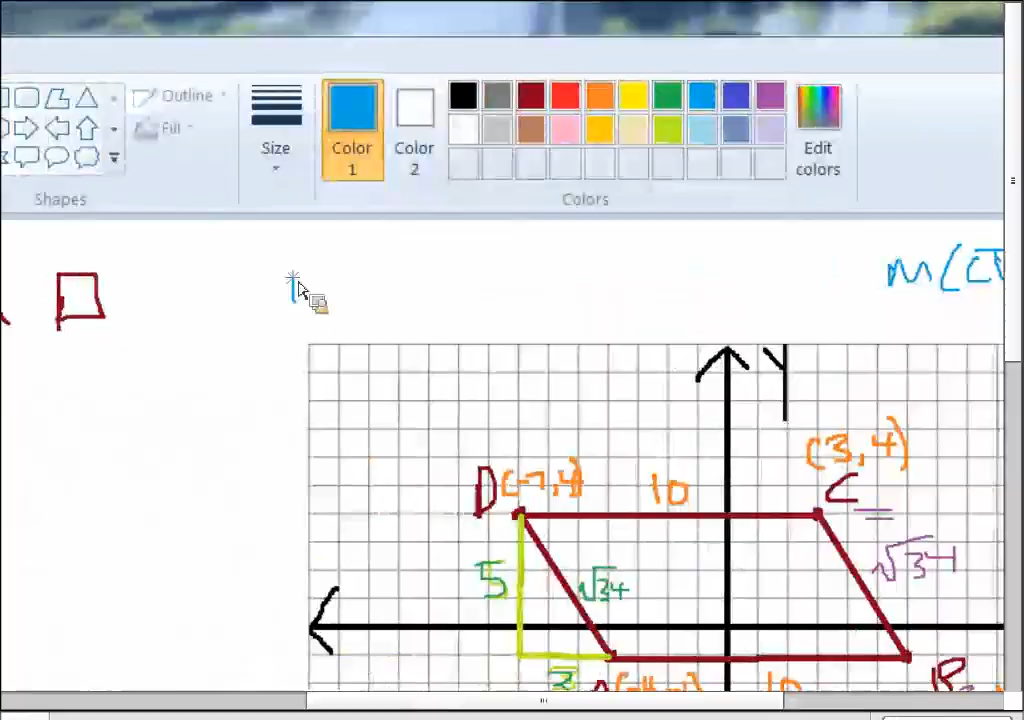 Outline
Fill
Size
Color 1
Color 2
Edit colors
Shapes
Colors
m(
Y
(3,4)
D(-7,4)
10
C
5
√34
√34
3
B
10